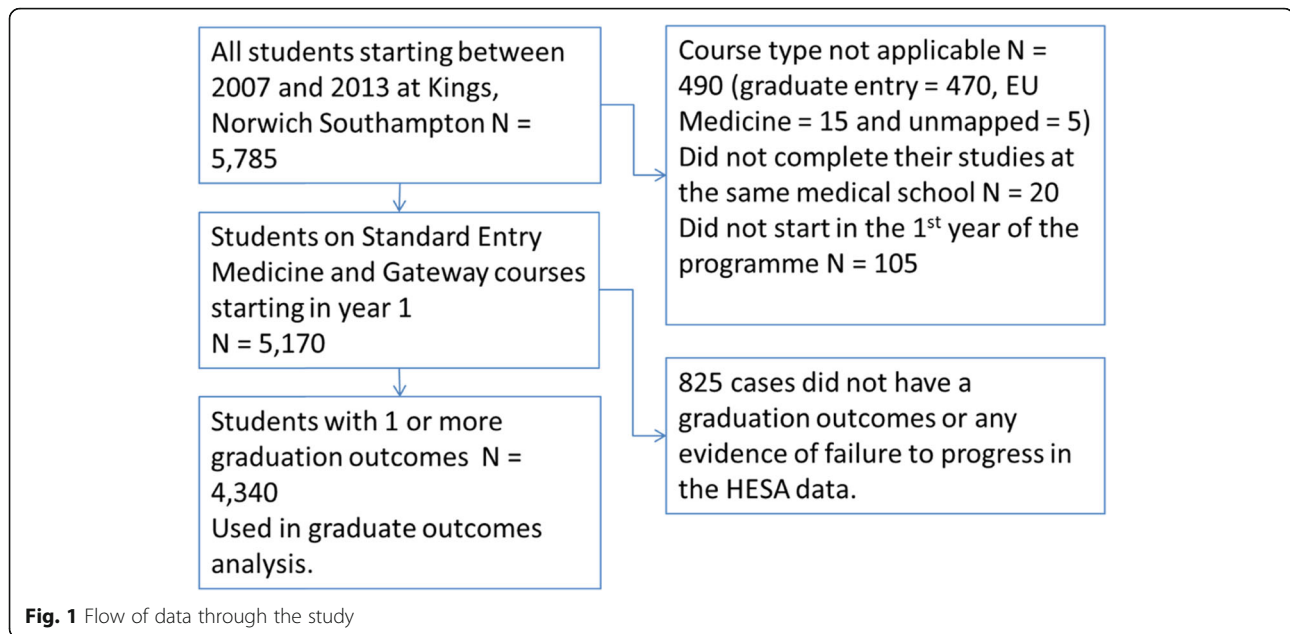 All students starting between
2007 and 2013 at Kings,
Norwich Southampton N =
5,785
Course type not applicable N =
490 (graduate entry = 470, EU
Medicine = 15 and unmapped = 5)
Did not complete their studies at
the same medical school N = 20
Did not start in the 1st year of the
programme N = 105
Students on Standard Entry
Medicine and Gateway courses
starting in year 1
N = 5,170
825 cases did not have a
graduation outcomes or any
evidence of failure to progress in
the HESA data.
Students with 1 or more
graduation outcomes N =
4,340
Used in graduate outcomes
analysis.
Fig. 1 Flow of data through the study